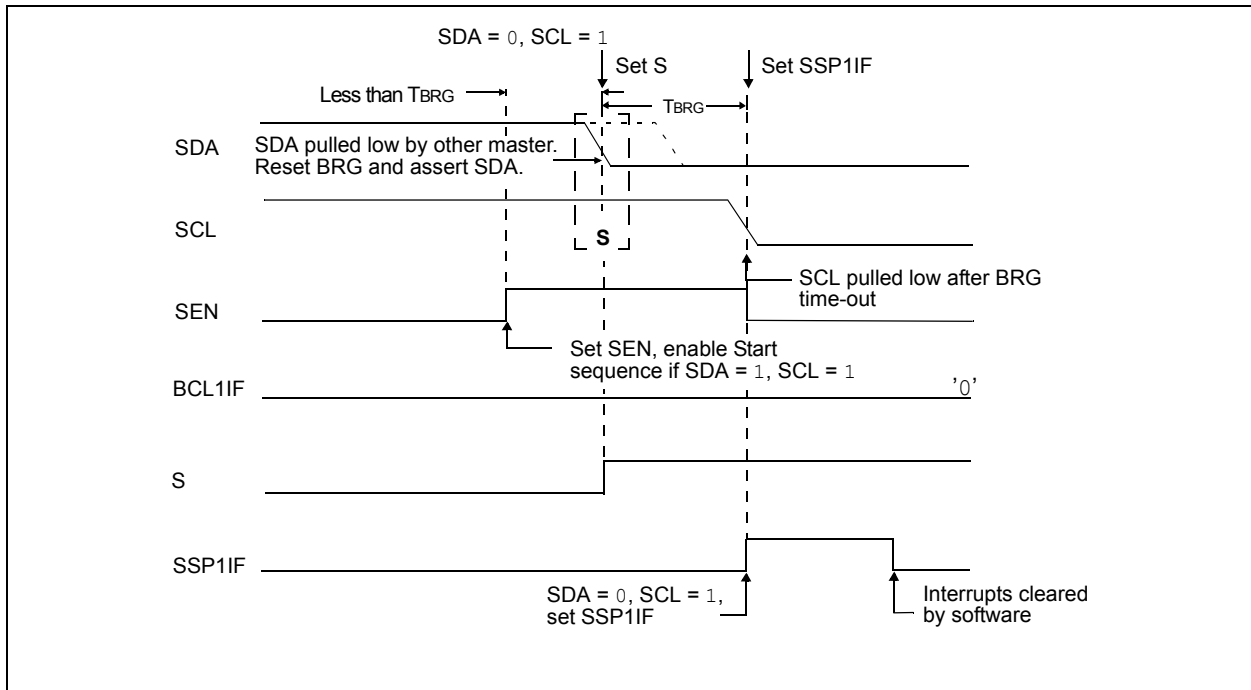 SDA = 0, SCL = 1
Set S
Set SSP1IF
Less than TBRG
TBRG
SDA
SDA pulled low by other master.
Reset BRG and assert SDA.
SCL
S
SCL pulled low after BRG
time-out
SEN
Set SEN, enable Start
sequence if SDA = 1, SCL = 1
BCL1IF
'0'
S
SSP1IF
SDA = 0, SCL = 1,
set SSP1IF
Interrupts cleared
by software